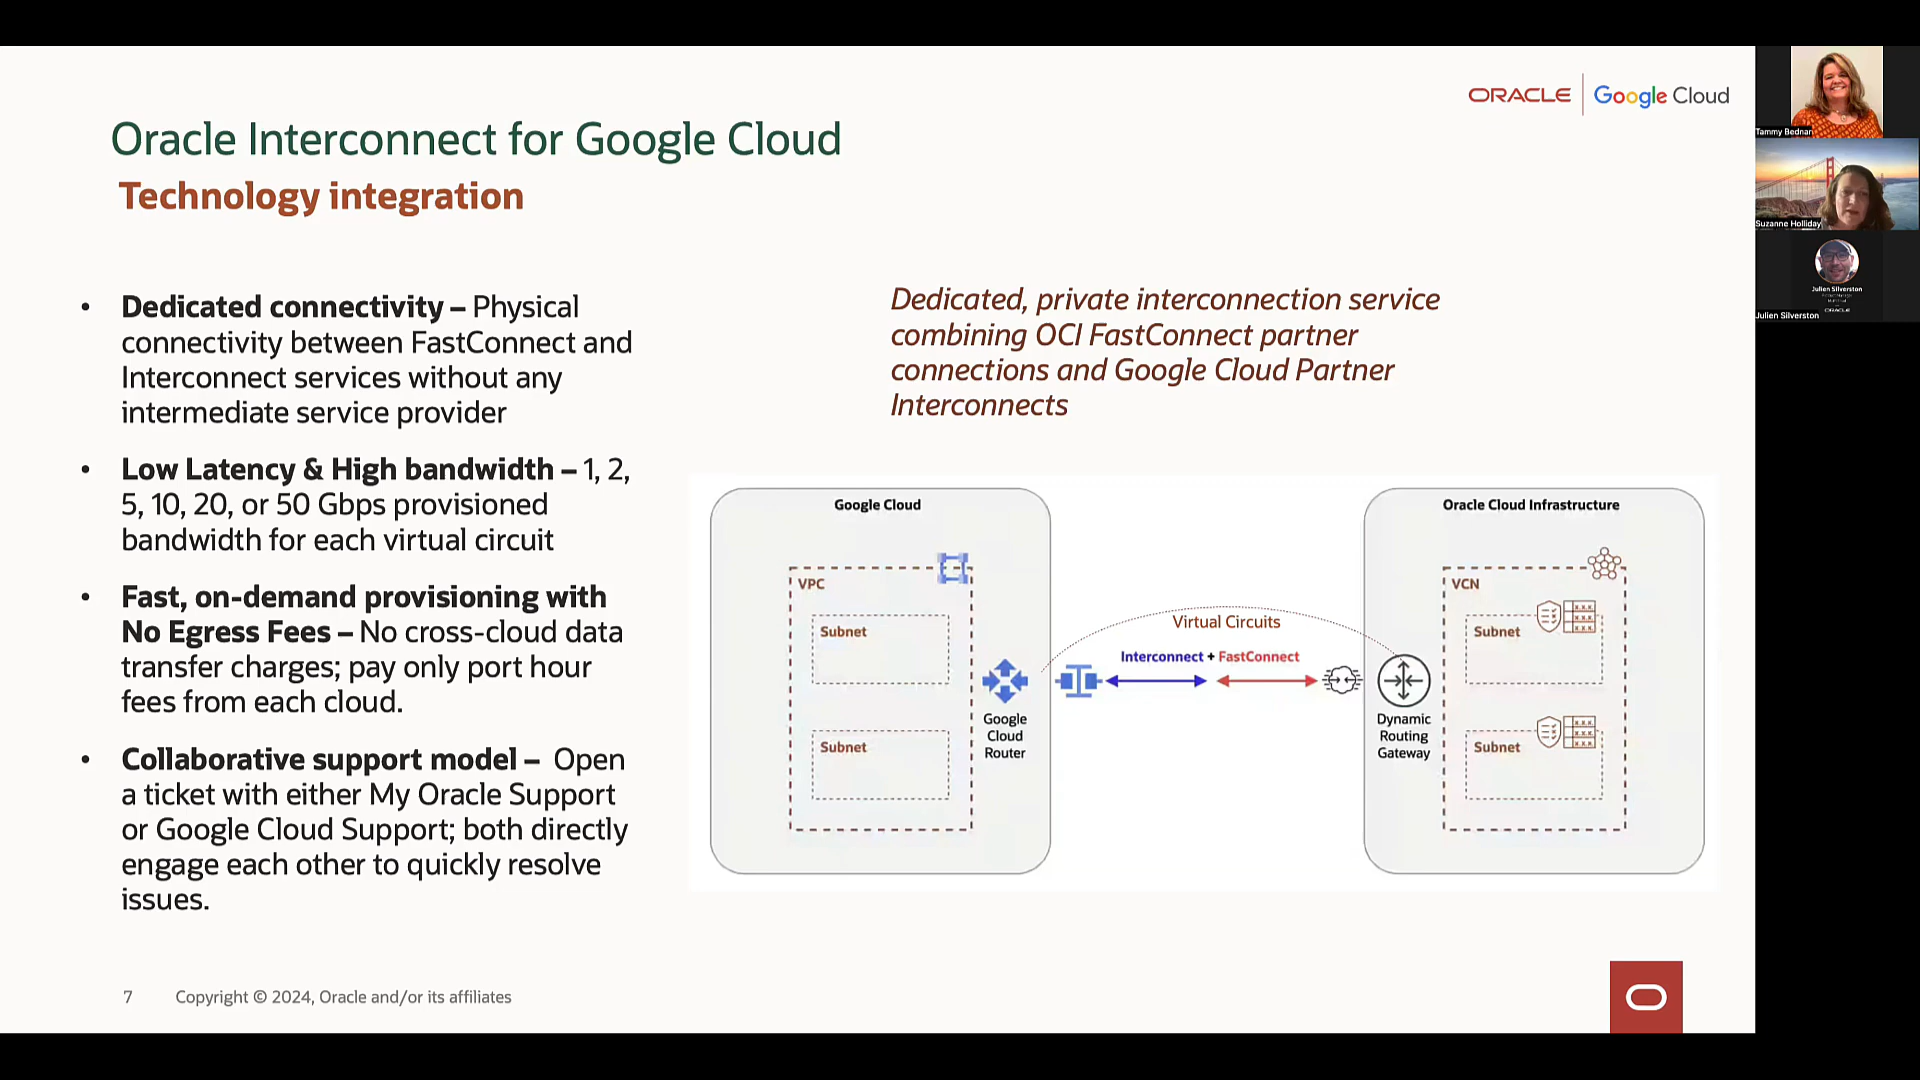 ORACLE | Google Cloud
Oracle Interconnect for Google Cloud
Technology integration
• Dedicated connectivity – Physical
connectivity between FastConnect and
Interconnect services without any
intermediate service provider
• Low Latency & High bandwidth – 1, 2,
5, 10, 20, or 50 Gbps provisioned
bandwidth for each virtual circuit
• Fast, on-demand provisioning with
No Egress Fees – No cross-cloud data
transfer charges; pay only port hour
fees from each cloud.
• Collaborative support model – Open
a ticket with either My Oracle Support
or Google Cloud Support; both directly
engage each other to quickly resolve
issues.
Dedicated, private interconnection service
combining OCI FastConnect partner
connections and Google Cloud Partner
Interconnects
Google Cloud
VPC
Subnet
Subnet
Google
Cloud
Router
Virtual Circuits
Interconnect + FastConnect
Oracle Cloud Infrastructure
Dynamic
Routing
Gateway
VCN
Subnet
Subnet
7 Copyright © 2024, Oracle and/or its affiliates
Tammy Bednar
Suzanne Holliday
Julien Silverston
ORACLE
Julien Silverston